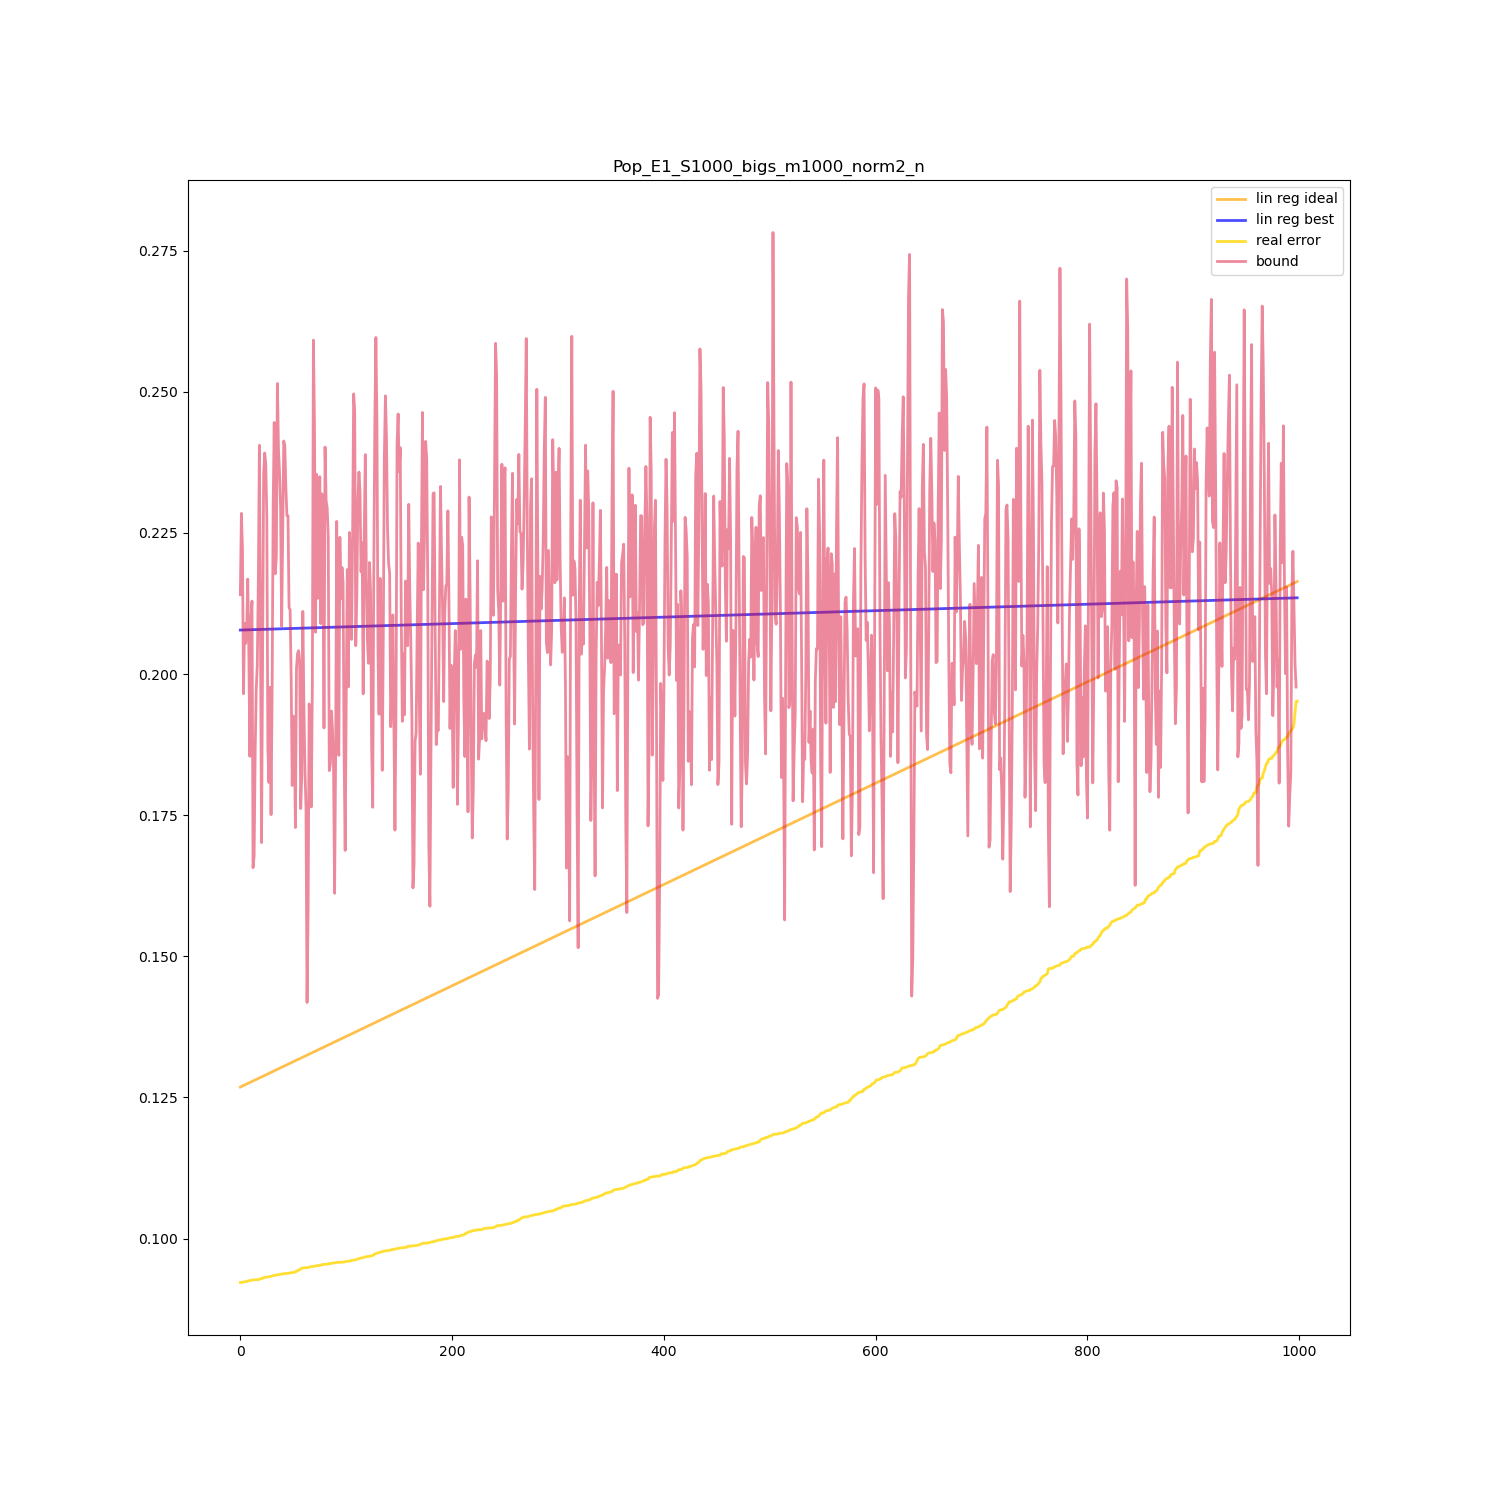 Pop_E1_S1000_bigs_m1000_norm2_n
lin reg ideal
lin reg best
real error
bound
0.275
0.250
0.225
0.200
0.175
0.150
0.125
0.100
0 200 400 600 800 1000